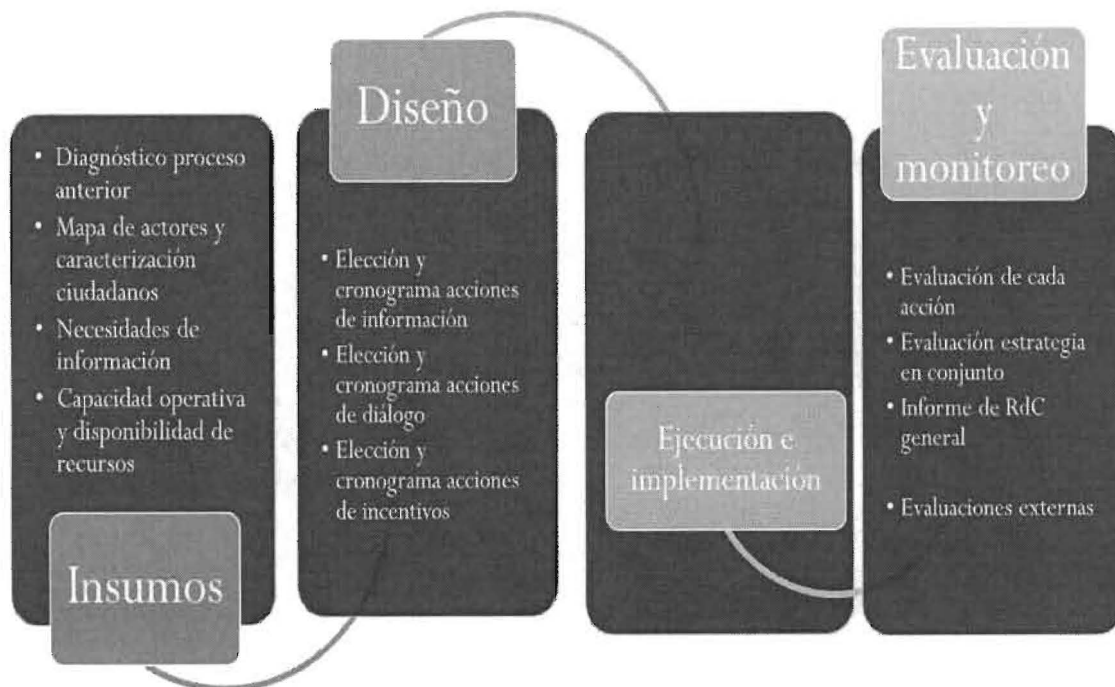 • Diagnóstico proceso
anterior
• Mapa de actores y
caracterización
ciudadanos
• Necesidades de
información
• Capacidad operativa
y disponibilidad de
recursos
Insumos
Diseño
• Elección y
cronograma acciones
de información
• Elección y
cronograma acciones
de diálogo
• Elección y
cronograma acciones
de incentivos
Ejecución e
implementación
Evaluación
y
monitoreo
• Evaluación de cada
acción
• Evaluación estrategia
en conjunto
• Informe de RdC
general
• Evaluaciones externas